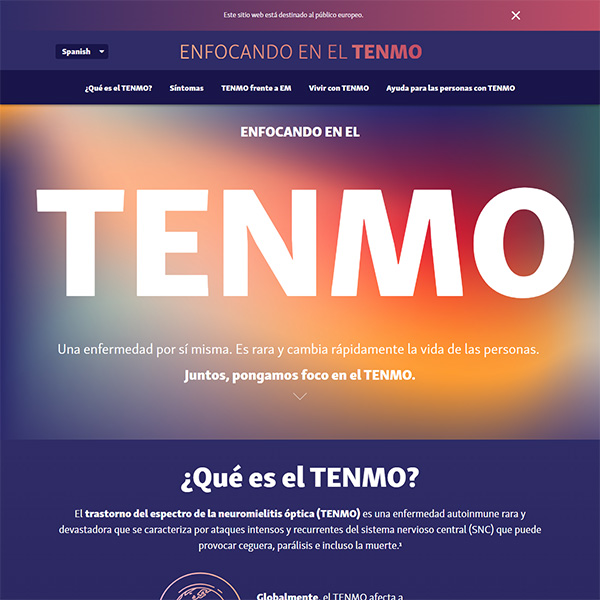 Este sitio web está destinado al público europeo.
Spanish
ENFOCANDO EN EL TENMO
¿Qué es el TENMO? Síntomas TENMO frente a EM Vivir con TENMO Ayuda para las personas con TENMO
ENFOCANDO EN EL
TENMO
Una enfermedad por sí misma. Es rara y cambia rápidamente la vida de las personas.
Juntos, pongamos foco en el TENMO.
¿Qué es el TENMO?
El trastorno del espectro de la neuromielitis óptica (TENMO) es una enfermedad autoinmune rara y
devastadora que se caracteriza por ataques intensos y recurrentes del sistema nervioso central (SNC) que puede
provocar ceguera, parálisis e incluso la muerte.¹
Globalmente, el TENMO afecta a